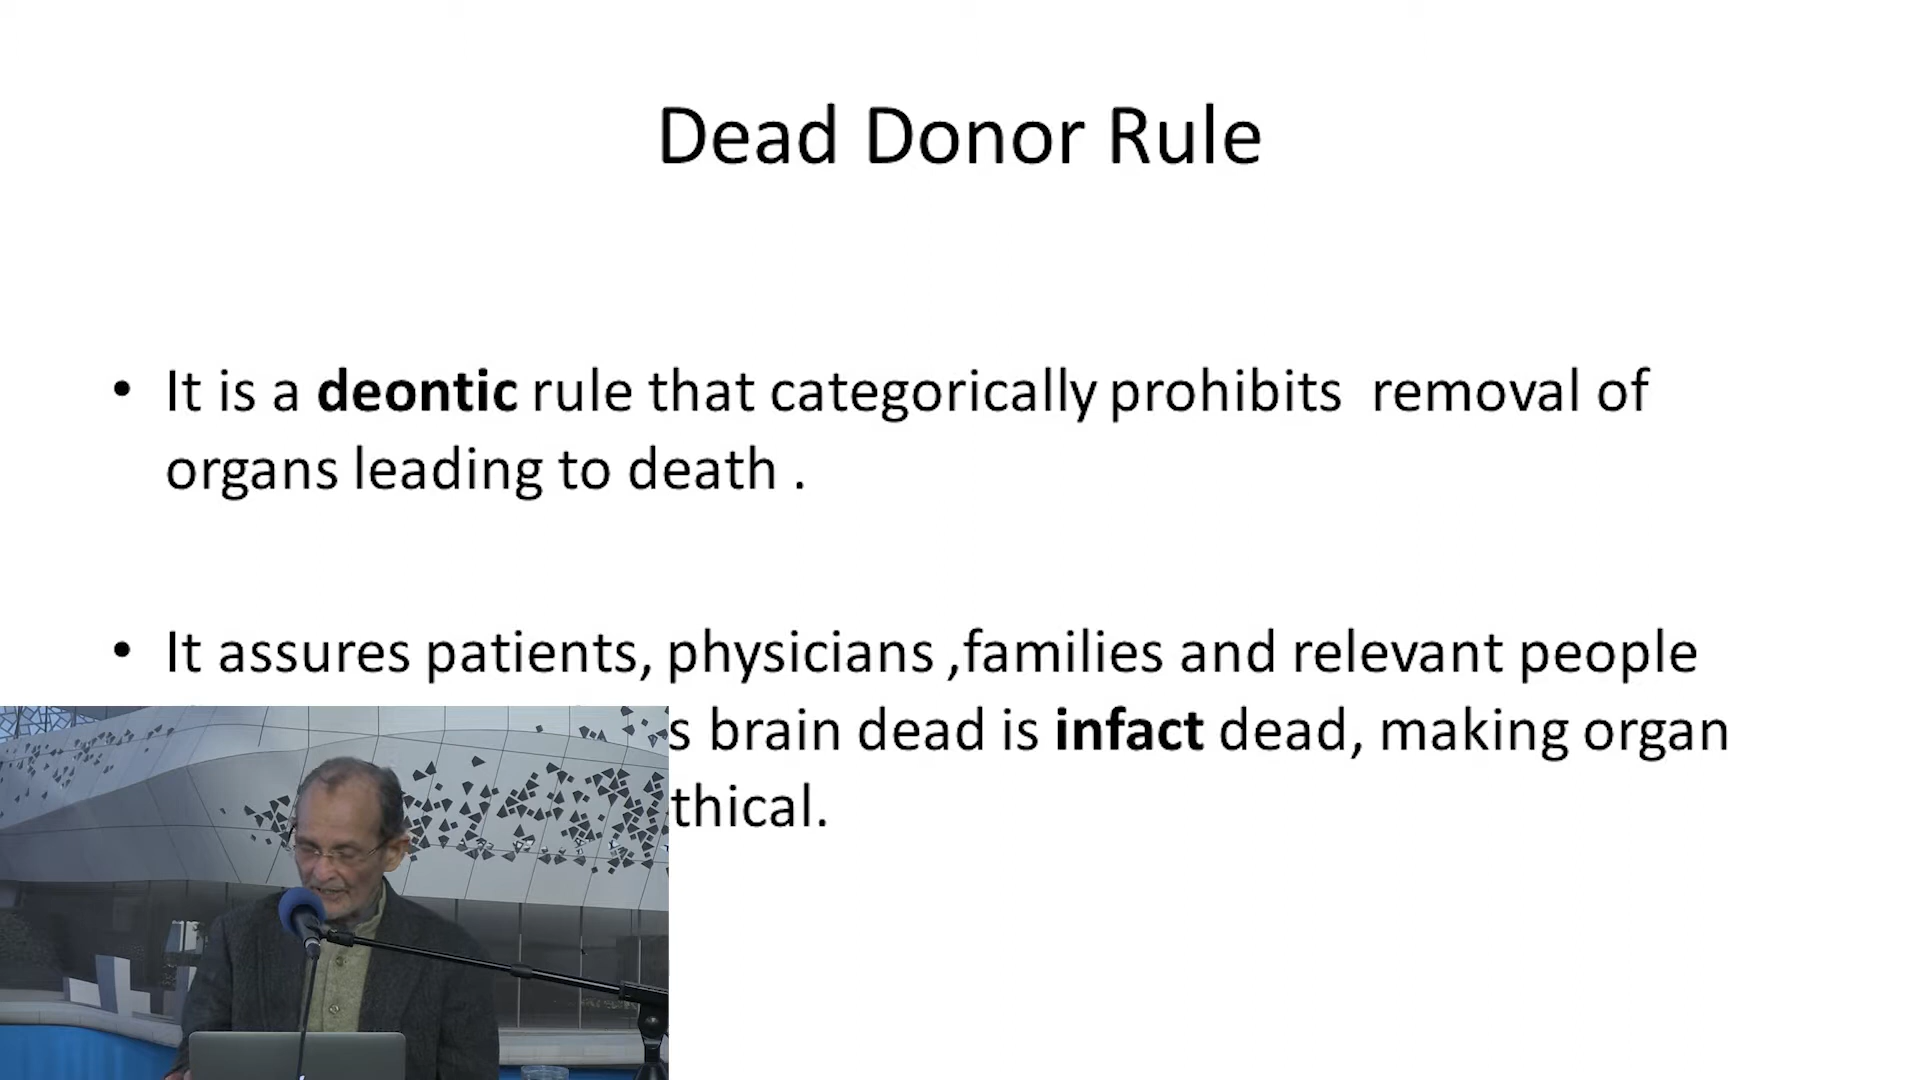 Dead Donor Rule
• It is a deontic rule that categorically prohibits removal of
organs leading to death .
• It assures patients, physicians ,families and relevant people
brain dead is infact dead, making organ